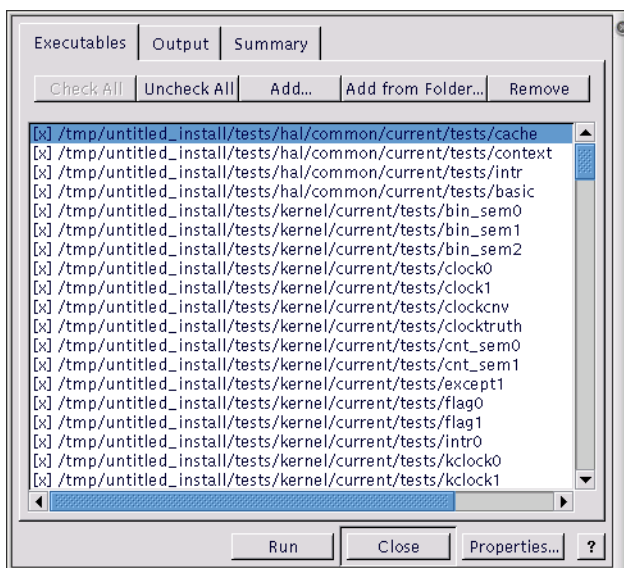 Executables Output Summary
Check All Uncheck All Add... Add from Folder... Remove
[x] /tmp/untitled_install/tests/hal/common/current/tests/cache
[x] /tmp/untitled_install/tests/hal/common/current/tests/context
[x] /tmp/untitled_install/tests/hal/common/current/tests/intr
[x] /tmp/untitled_install/tests/hal/common/current/tests/basic
[x] /tmp/untitled_install/tests/kernel/current/tests/bin_sem0
[x] /tmp/untitled_install/tests/kernel/current/tests/bin_sem1
[x] /tmp/untitled_install/tests/kernel/current/tests/bin_sem2
[x] /tmp/untitled_install/tests/kernel/current/tests/clock0
[x] /tmp/untitled_install/tests/kernel/current/tests/clock1
[x] /tmp/untitled_install/tests/kernel/current/tests/clockcnv
[x] /tmp/untitled_install/tests/kernel/current/tests/clocktruth
[x] /tmp/untitled_install/tests/kernel/current/tests/cnt_sem0
[x] /tmp/untitled_install/tests/kernel/current/tests/cnt_sem1
[x] /tmp/untitled_install/tests/kernel/current/tests/except1
[x] /tmp/untitled_install/tests/kernel/current/tests/flag0
[x] /tmp/untitled_install/tests/kernel/current/tests/flag1
[x] /tmp/untitled_install/tests/kernel/current/tests/intr0
[x] /tmp/untitled_install/tests/kernel/current/tests/kclock0
[x] /tmp/untitled_install/tests/kernel/current/tests/kclock1
Run Close Properties... ?